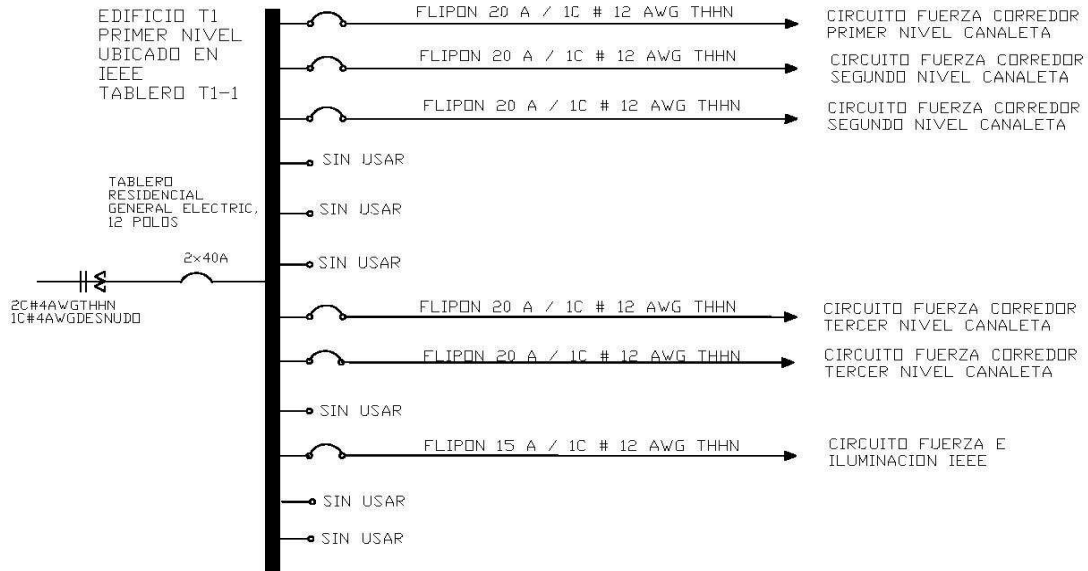 EDIFICIO T1
PRIMER NIVEL
UBICADO EN
IEEE
TABLERO T1-1
FLIPON 20 A / 1C # 12 AWG THHN
CIRCUITO FUERZA CORREDOR
PRIMER NIVEL CANALETA
FLIPON 20 A / 1C # 12 AWG THHN
CIRCUITO FUERZA CORREDOR
SEGUNDO NIVEL CANALETA
FLIPON 20 A / 1C # 12 AWG THHN
CIRCUITO FUERZA CORREDOR
SEGUNDO NIVEL CANALETA
SIN USAR
TABLERO
RESIDENCIAL
GENERAL ELECTRIC,
12 POLOS
SIN USAR
SIN USAR
2x40A
2C#4AWGTHHN
1C#4AWGDESNUDO
FLIPON 20 A / 1C # 12 AWG THHN
CIRCUITO FUERZA CORREDOR
TERCER NIVEL CANALETA
FLIPON 20 A / 1C # 12 AWG THHN
CIRCUITO FUERZA CORREDOR
TERCER NIVEL CANALETA
SIN USAR
FLIPON 15 A / 1C # 12 AWG THHN
CIRCUITO FUERZA E
ILUMINACION IEEE
SIN USAR
SIN USAR